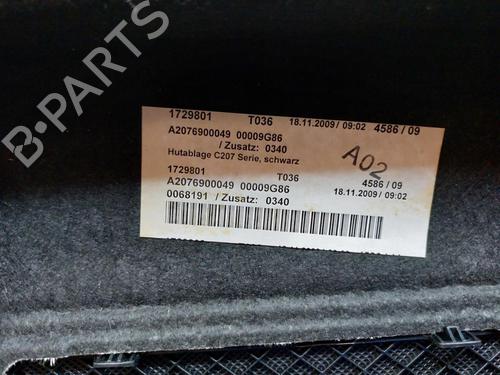 1729801 T036 18.11.2009 / 09:02 4586 / 09
A2076900049 00009G86
/ Zusatz: 0340
Hutablage C207 Serie, schwarz
A02
1729801 T036 4586 / 09
A2076900049 00009G86 18.11.2009 / 09:02
0068191 / Zusatz: 0340
B-PARTS